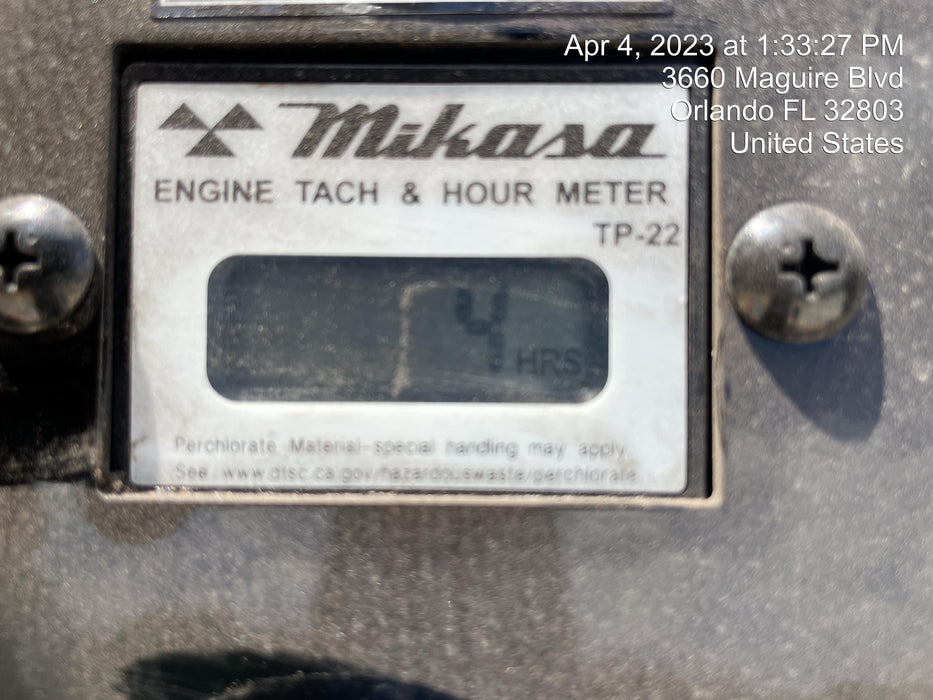 Apr 4, 2023 at 1:33:27 PM
3660 Maguire Blvd
Orlando FL 32803
United States
Mikasa
ENGINE TACH & HOUR METER
TP-22
4 HRS
Perchlorate Material-special handling may apply.
See www.dtsc.ca.gov/hazardouswaste/perchlorate